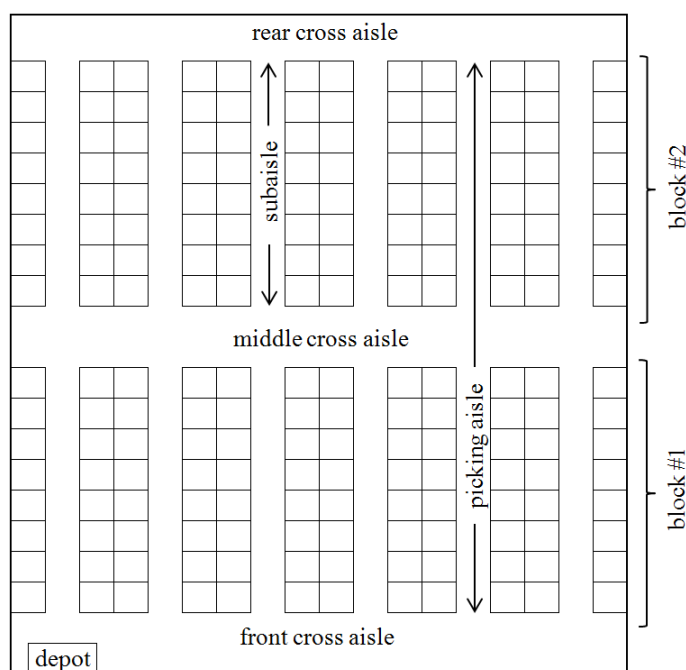 rear cross aisle
subaisle
block #2
middle cross aisle
picking aisle
block #1
front cross aisle
depot